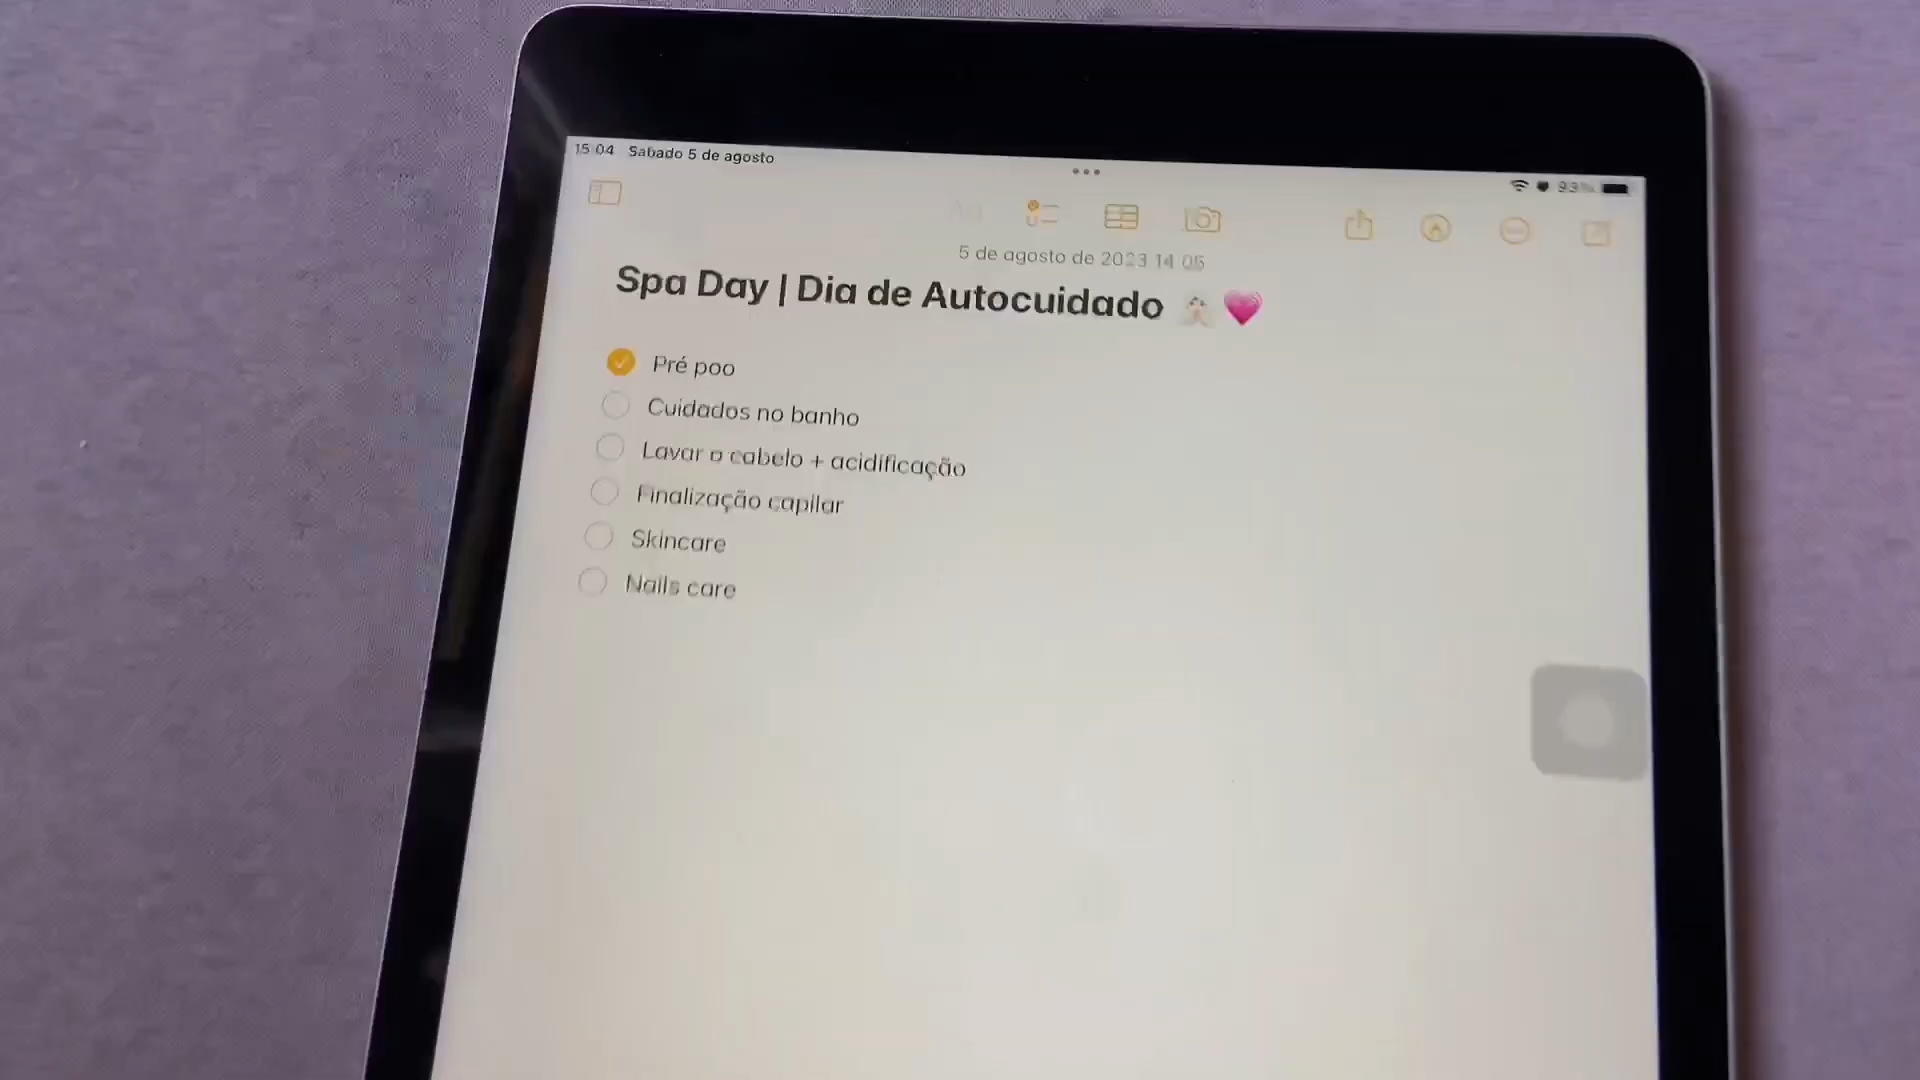 15:04 Sábado 5 de agosto
93%
5 de agosto de 2023 14:05
Spa Day | Dia de Autocuidado
Pré poo
Cuidados no banho
Lavar o cabelo + acidificação
Finalização capilar
Skincare
Nails care